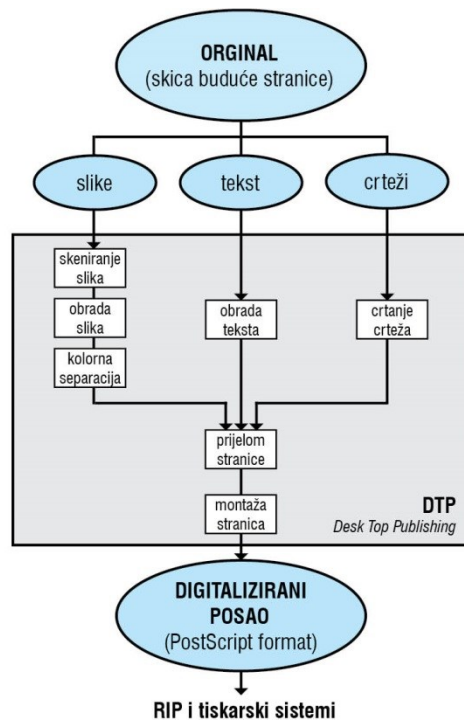 ORGINAL
(skica buduće stranice)
slike
tekst
crteži
skeniranje
slika
obrada
slika
obrada
teksta
crtanje
crteža
kolorna
separacija
prijelom
stranice
montaža
stranica
DTP
Desk Top Publishing
DIGITALIZIRANI
POSAO
(PostScript format)
RIP i tiskarski sistemi